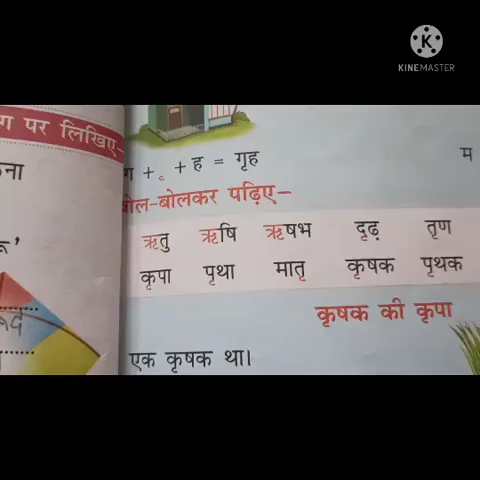 KINEMASTER
ग पर लिखिए-
ग + ृ + ह = गृह
म
बोल-बोलकर पढ़िए-
ऋतु ऋषि ऋषभ दृढ़ तृण
कृपा पृथा मातृ कृषक पृथक
कृषक की कृपा
एक कृषक था।